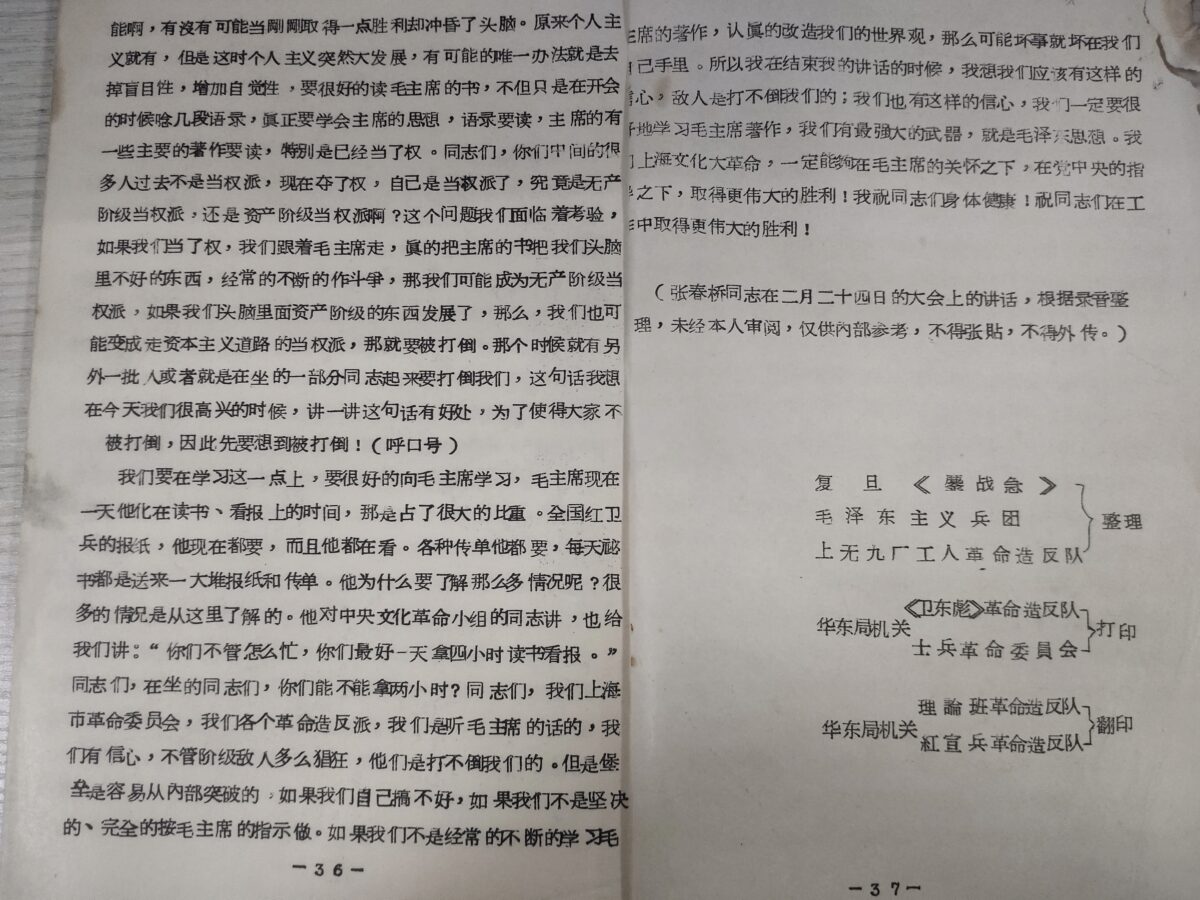 能啊，有沒有可能当剛剛取得一点胜利却冲昏了头脑。原来个人主
义就有，但是这时个人主义突然大发展，有可能的唯一办法就是去
掉盲目性，增加自觉性，要很好的读毛主席的书，不但只是在开会
的时候唸几段语录，眞正要学会主席的思想，语录要读，主席的有
一些主要的著作要读，特别是已经当了权。同志们，你们中间的很
多人过去不是当权派，现在夺了权，自己是当权派了，究竟是无产
阶级当权派，还是资产阶级当权派啊？这个问题我们面临着考验，
如果我们当了权，我们跟着毛主席走，眞的把主席的书把我们头脑
里不好的东西，经常的不断的作斗争，那我们可能成为无产阶级当
权派，如果我们头脑里面资产阶级的东西发展了，那么，我们也可
能变成走资本主义道路的当权派，那就要被打倒。那个时候就有另
外一批人或者就是在坐的一部分同志起来要打倒我们，这句话我想
在今天我们很高兴的时候，讲一讲这句话有好处，为了使得大家不
被打倒，因此先要想到被打倒！（呼口号）
我们要在学习这一点上，要很好的向毛主席学习，毛主席现在
一天他化在读书、看报上的时间，那是占了很大的比重。全国红卫
兵的报纸，他现在都要，而且他都在看。各种传单他都要，每天祕
书都是送来一大堆报纸和传单。他为什么要了解那么多情况呢？很
多的情况是从这里了解的。他对中央文化革命小组的同志讲，也给
我们讲：“你们不管怎么忙，你们最好一天拿四小时读书看报。”
同志们，在坐的同志们，你们能不能拿两小时？同志们，我们上海
市革命委员会，我们各个革命造反派，我们是听毛主席的话的，我
们有信心，不管阶级敌人多么猖狂，他们是打不倒我们的。但是堡
垒是容易从內部突破的，如果我们自己搞不好，如果我们不是坚决
的、完全的按毛主席的指示做。如果我们不是经常的不断的学习毛
－36－
主席的著作，认眞的改造我们的世界观，那么可能坏事就坏在我们
自己手里。所以我在结束我的讲话的时候，我想我们应该有这样的
信心，敌人是打不倒我们的；我们也有这样的信心，我们一定要很
好地学习毛主席著作，我们有最强大的武器，就是毛泽东思想。我
们上海文化大革命，一定能夠在毛主席的关怀之下，在党中央的指
导之下，取得更伟大的胜利！我祝同志们身体健康！祝同志们在工
作中取得更伟大的胜利！
（张春桥同志在二月二十四日的大会上的讲话，根据录音整
理，未经本人审阅，仅供內部参考，不得张貼，不得外传。）
复旦《㬥战急》
毛泽东主义兵团
上无九厂工人革命造反队
整理
华东局机关
《卫东彪》革命造反队
士兵革命委員会
打印
华东局机关
理論班革命造反队
紅宣兵革命造反队
翻印
－37－